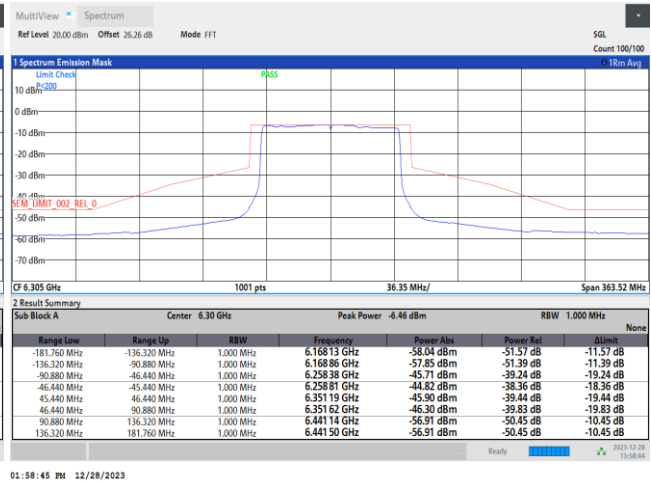 MultiView Spectrum
Ref Level 20.00 dBm Offset 26.26 dB Mode FFT SGL
Count 100/100
1 Spectrum Emission Mask 1Rm Avg
Limit Check PASS
P<200
10 dBm
0 dBm
-10 dBm
-20 dBm
-30 dBm
-40 dBm
SEM_LIMIT_002_REL_0
-50 dBm
-60 dBm
-70 dBm
CF 6.305 GHz 1001 pts 36.35 MHz/ Span 363.52 MHz
2 Result Summary
Sub Block A Center 6.30 GHz Peak Power -6.46 dBm RBW 1.000 MHz
None
Range Low Range Up RBW Frequency Power Abs Power Rel ΔLimit
-181.760 MHz -136.320 MHz 1.000 MHz 6.168 13 GHz -58.04 dBm -51.57 dB -11.57 dB
-136.320 MHz -90.880 MHz 1.000 MHz 6.168 86 GHz -57.85 dBm -51.39 dB -11.39 dB
-90.880 MHz -46.440 MHz 1.000 MHz 6.258 38 GHz -45.71 dBm -39.24 dB -19.24 dB
-46.440 MHz -45.440 MHz 1.000 MHz 6.258 81 GHz -44.82 dBm -38.36 dB -18.36 dB
45.440 MHz 46.440 MHz 1.000 MHz 6.351 19 GHz -45.90 dBm -39.44 dB -19.44 dB
46.440 MHz 90.880 MHz 1.000 MHz 6.351 62 GHz -46.30 dBm -39.83 dB -19.83 dB
90.880 MHz 136.320 MHz 1.000 MHz 6.441 14 GHz -56.91 dBm -50.45 dB -10.45 dB
136.320 MHz 181.760 MHz 1.000 MHz 6.441 50 GHz -56.91 dBm -50.45 dB -10.45 dB
Ready 2023-12-28
13:58:44
01:58:45 PM 12/28/2023